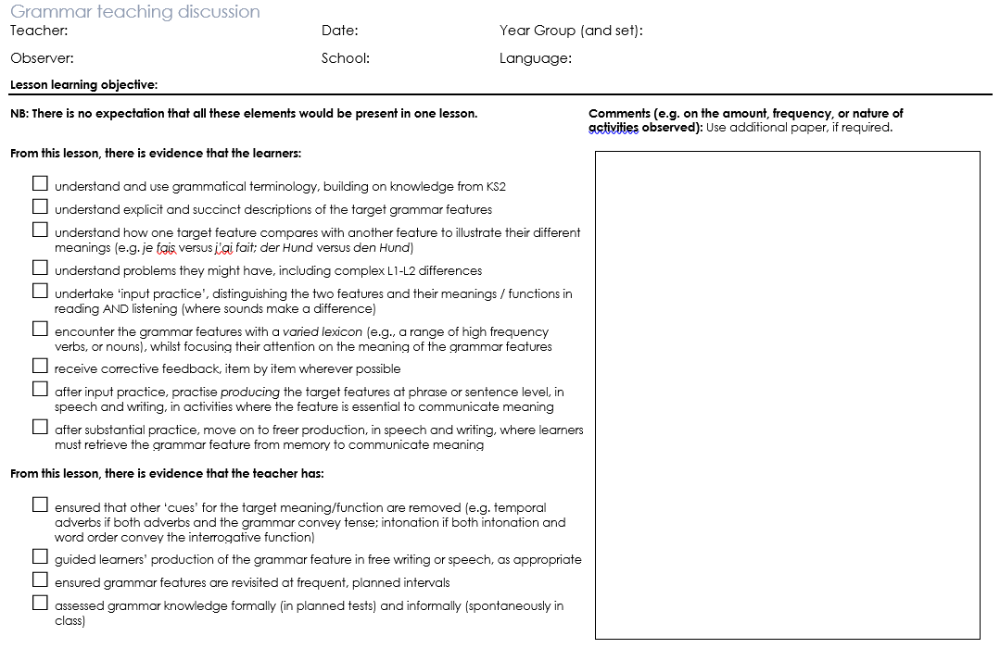 Grammar teaching discussion
Teacher: Date: Year Group (and set):
Observer: School: Language:
Lesson learning objective:
NB: There is no expectation that all these elements would be present in one lesson.
From this lesson, there is evidence that the learners:
understand and use grammatical terminology, building on knowledge from KS2
understand explicit and succinct descriptions of the target grammar features
understand how one target feature compares with another feature to illustrate their different
meanings (e.g. je fais versus j'ai fait; der Hund versus den Hund)
understand problems they might have, including complex L1-L2 differences
undertake ‘input practice’, distinguishing the two features and their meanings / functions in
reading AND listening (where sounds make a difference)
encounter the grammar features with a varied lexicon (e.g., a range of high frequency
verbs, or nouns), whilst focusing their attention on the meaning of the grammar features
receive corrective feedback, item by item wherever possible
after input practice, practise producing the target features at phrase or sentence level, in
speech and writing, in activities where the feature is essential to communicate meaning
after substantial practice, move on to freer production, in speech and writing, where learners
must retrieve the grammar feature from memory to communicate meaning
From this lesson, there is evidence that the teacher has:
ensured that other ‘cues’ for the target meaning/function are removed (e.g. temporal
adverbs if both adverbs and the grammar convey tense; intonation if both intonation and
word order convey the interrogative function)
guided learners’ production of the grammar feature in free writing or speech, as appropriate
ensured grammar features are revisited at frequent, planned intervals
assessed grammar knowledge formally (in planned tests) and informally (spontaneously in
class)
Comments (e.g. on the amount, frequency, or nature of
activities observed): Use additional paper, if required.